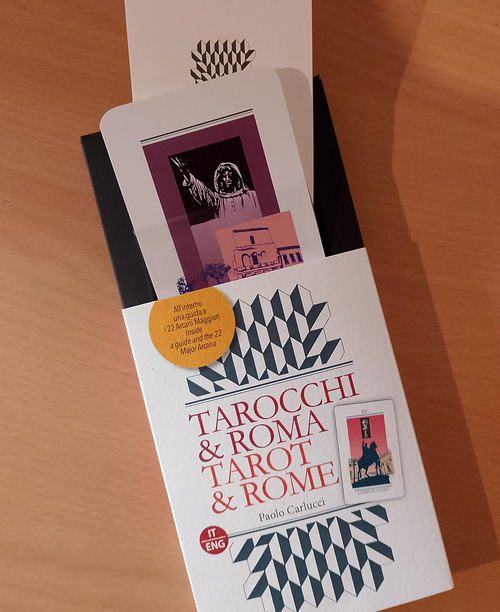 All'interno
una guida e
i 22 Arcani Maggiori
Inside
a guide and the 22
Major Arcana
TAROCCHI
& ROMA
TAROT
& ROME
IV
L'IMPERATORE
Paolo Carlucci
IT
ENG